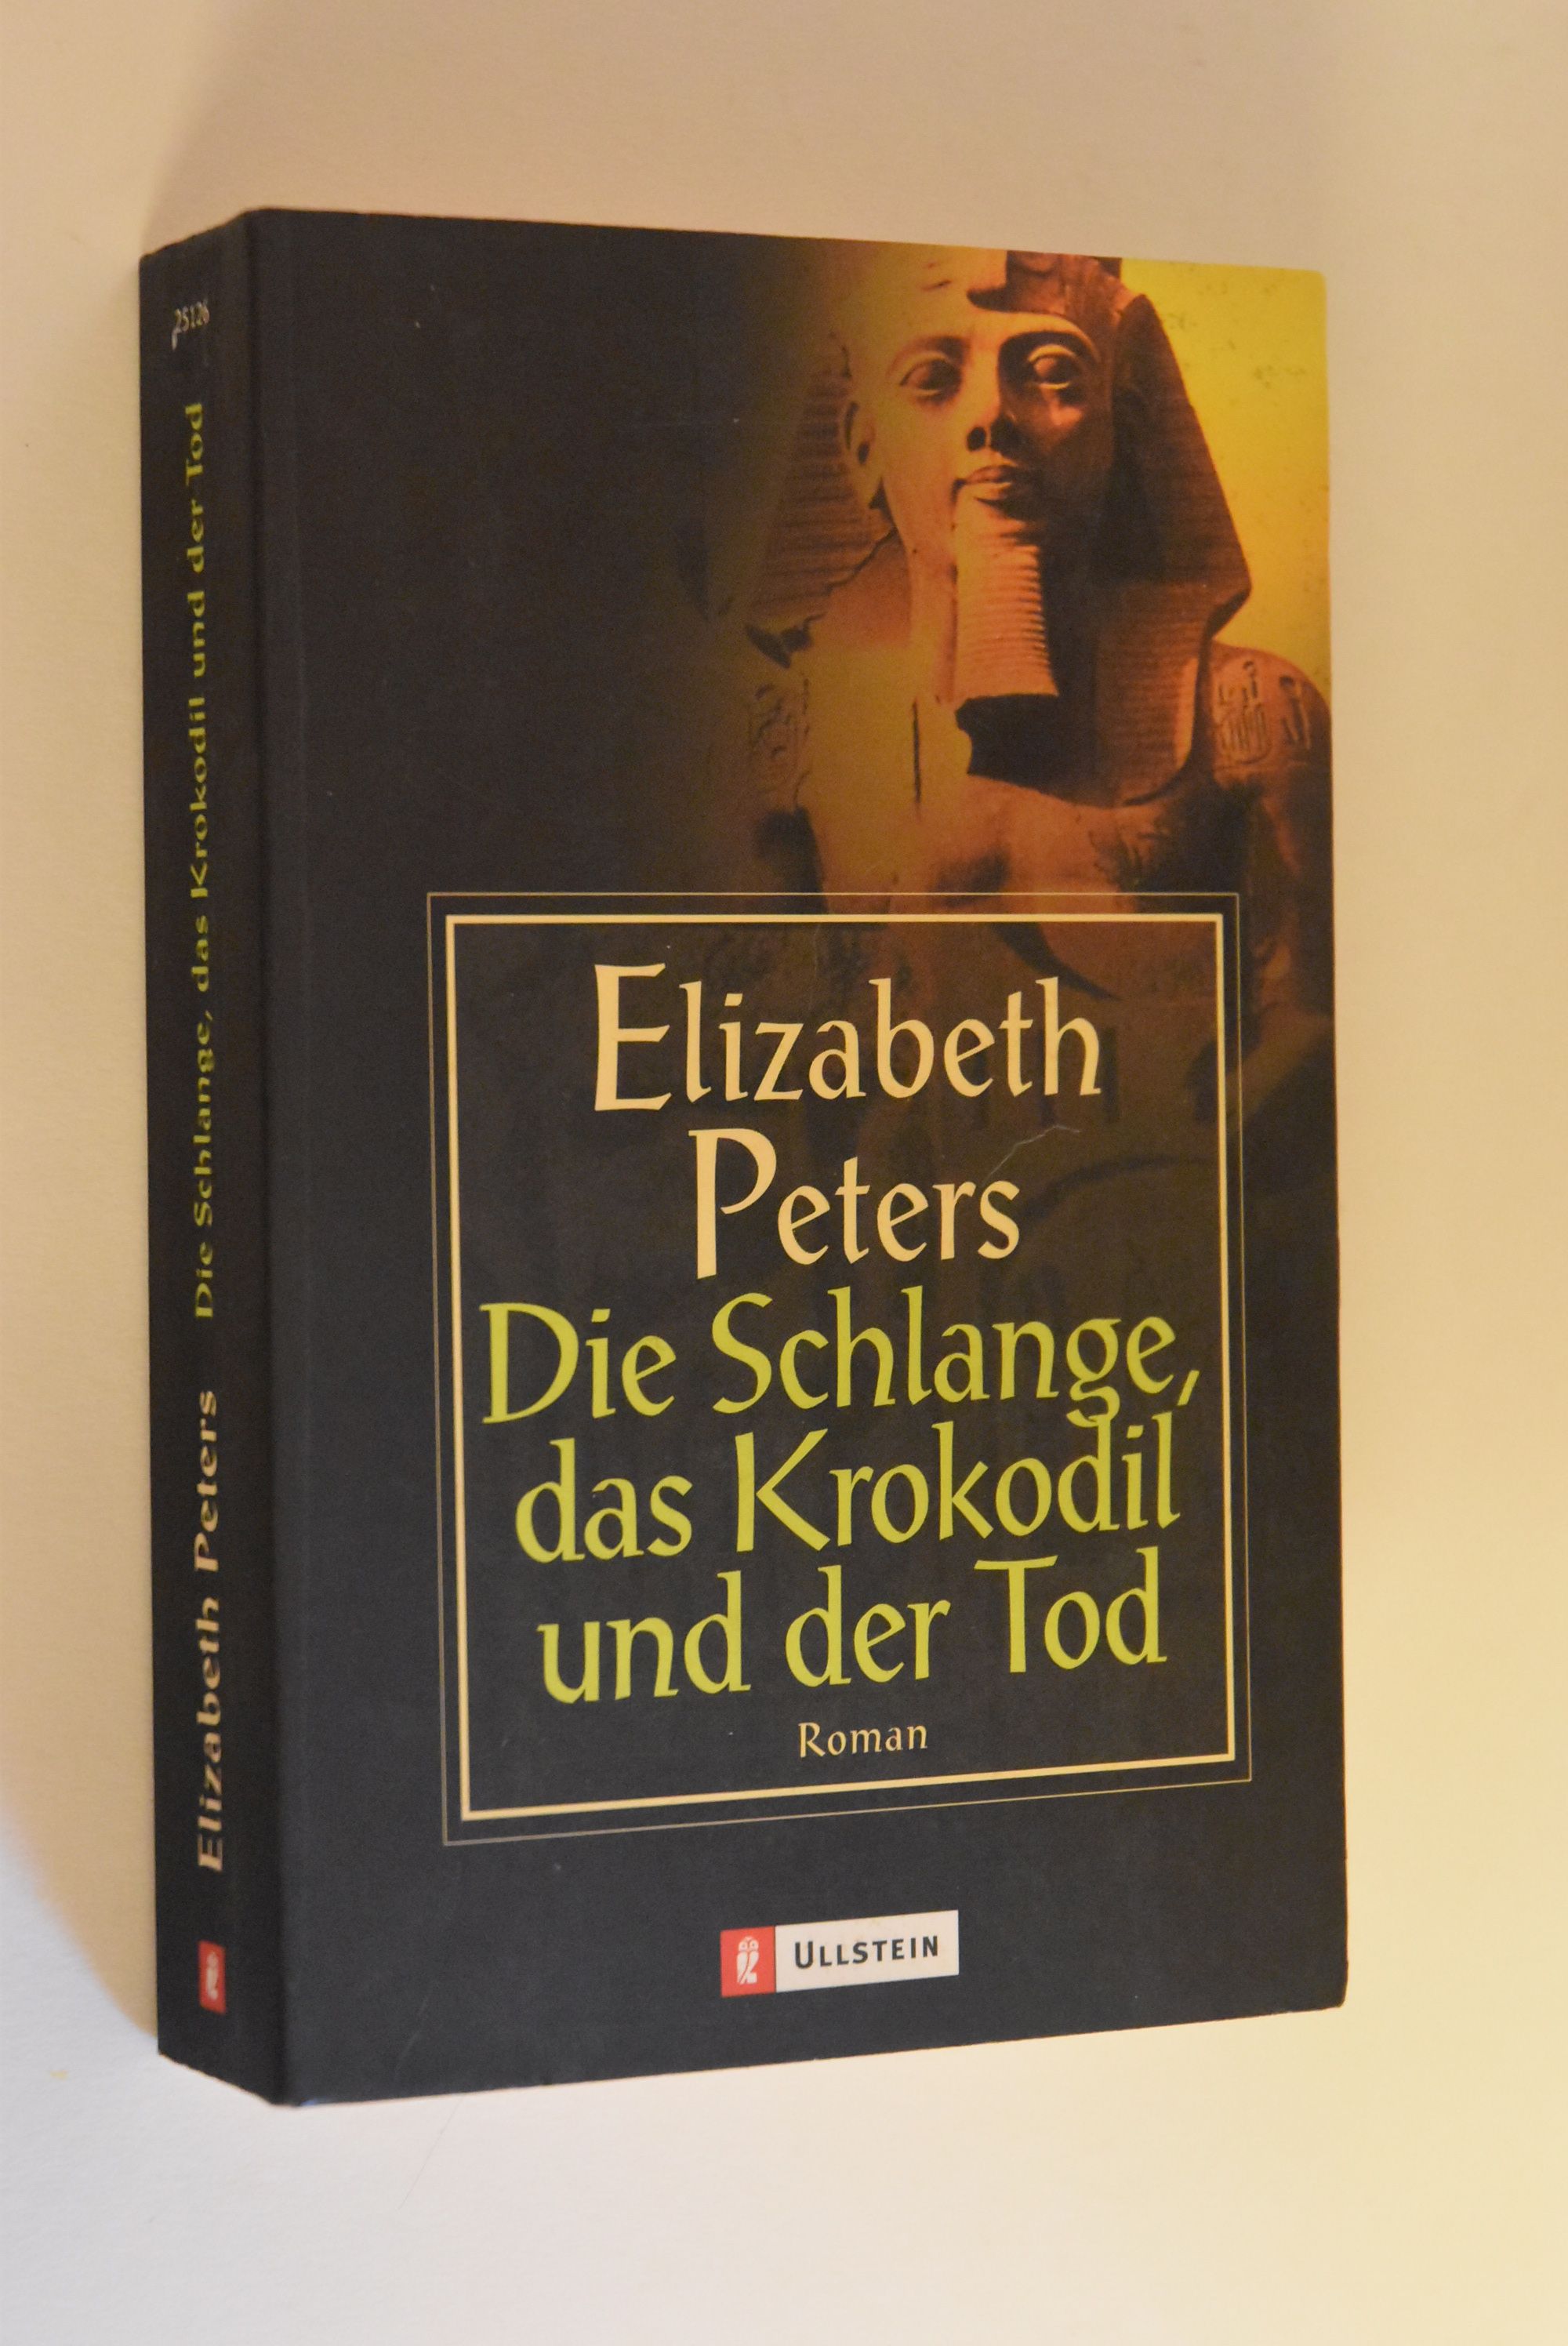 25126
Elizabeth Peters Die Schlange, das Krokodil und der Tod
Elizabeth
Peters
Die Schlange,
das Krokodil
und der Tod
Roman
ULLSTEIN